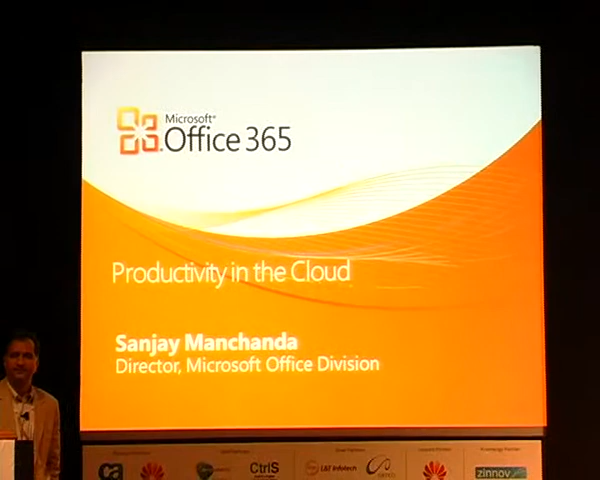 Microsoft®
Office 365
Productivity in the Cloud
Sanjay Manchanda
Director, Microsoft Office Division
ca
CtrlS
L&T Infotech
zinnov